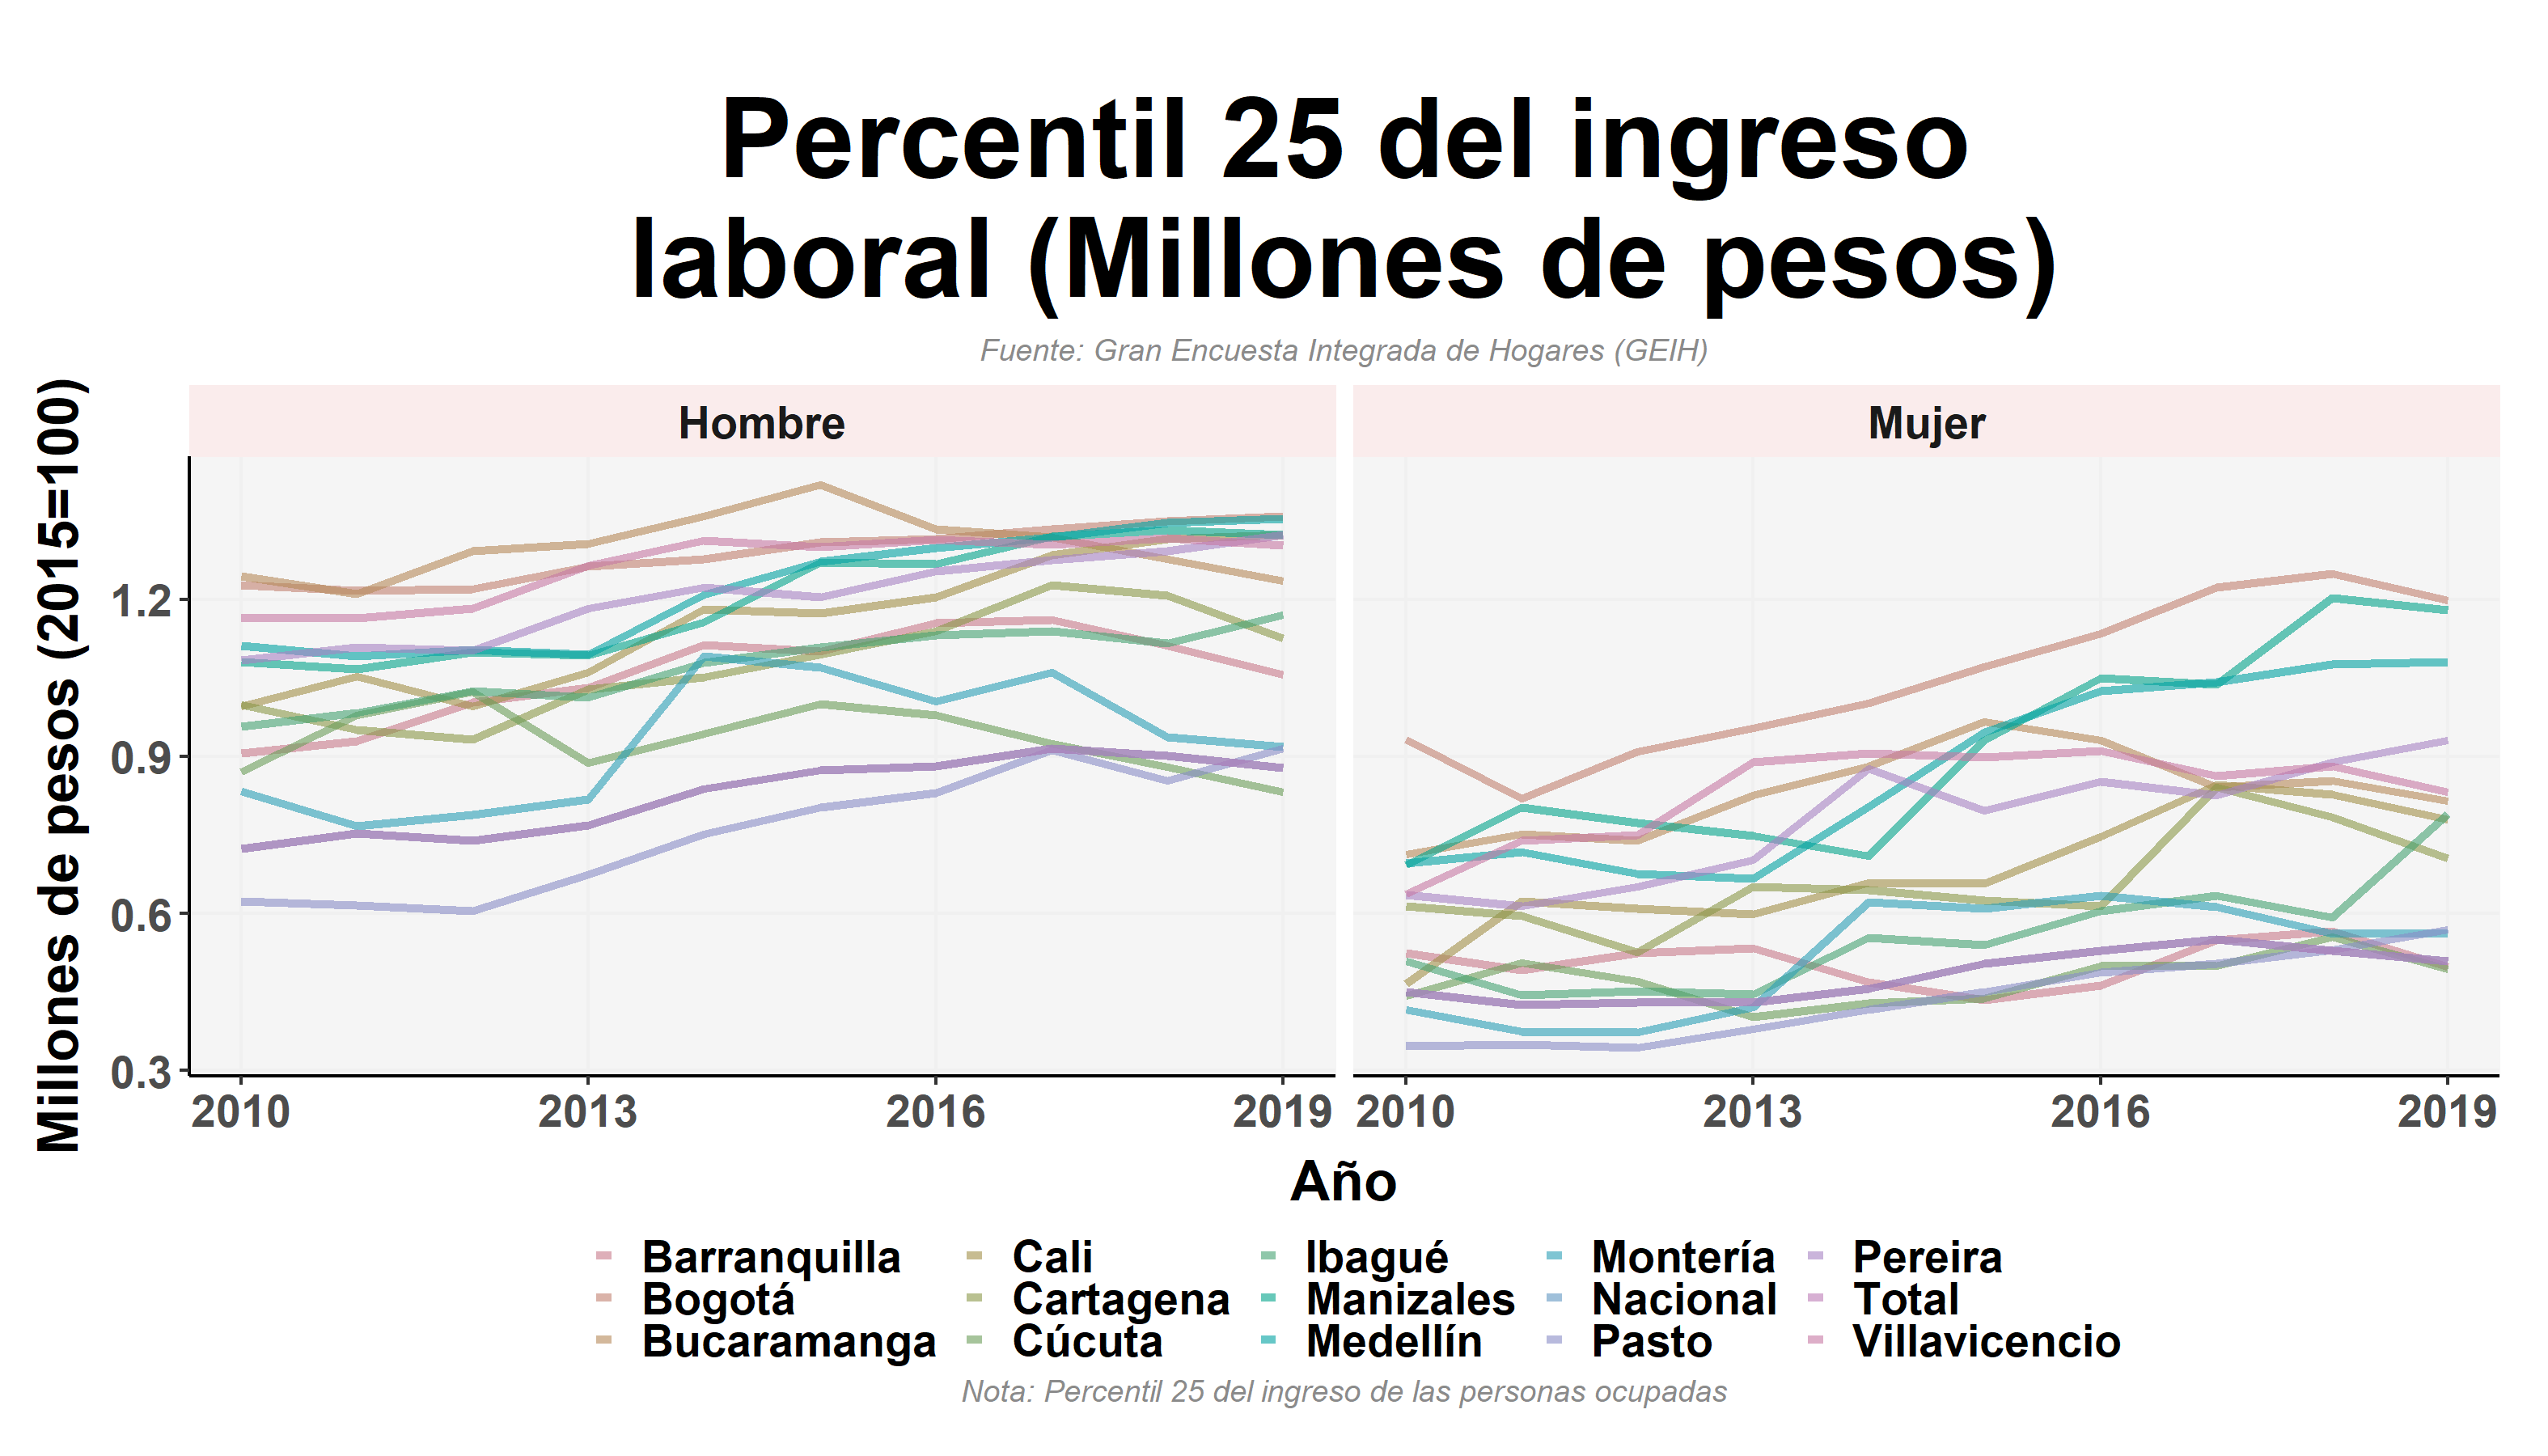 Percentil 25 del ingreso
laboral (Millones de pesos)
Fuente: Gran Encuesta Integrada de Hogares (GEIH)
Millones de pesos (2015=100)
Hombre
Mujer
1.2
0.9
0.6
0.3
2010 2013 2016 2019
2010 2013 2016 2019
Año
Barranquilla Cali Ibagué Montería Pereira
Bogotá Cartagena Manizales Nacional Total
Bucaramanga Cúcuta Medellín Pasto Villavicencio
Nota: Percentil 25 del ingreso de las personas ocupadas